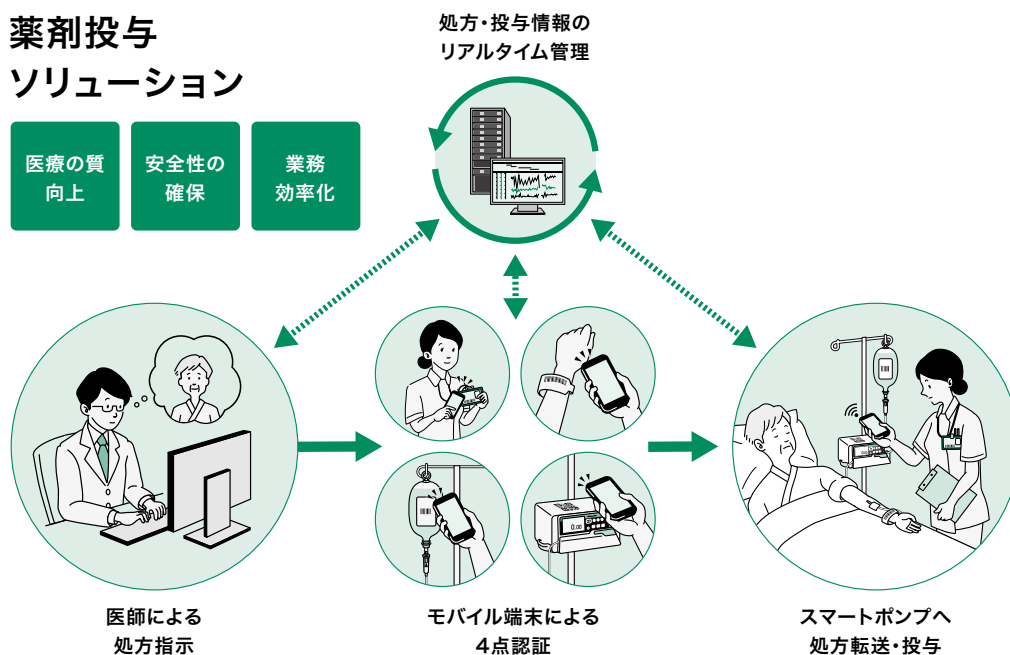 薬剤投与
ソリューション
医療の質
向上
安全性の
確保
業務
効率化
処方・投与情報の
リアルタイム管理
医師による
処方指示
モバイル端末による
4点認証
スマートポンプへ
処方転送・投与